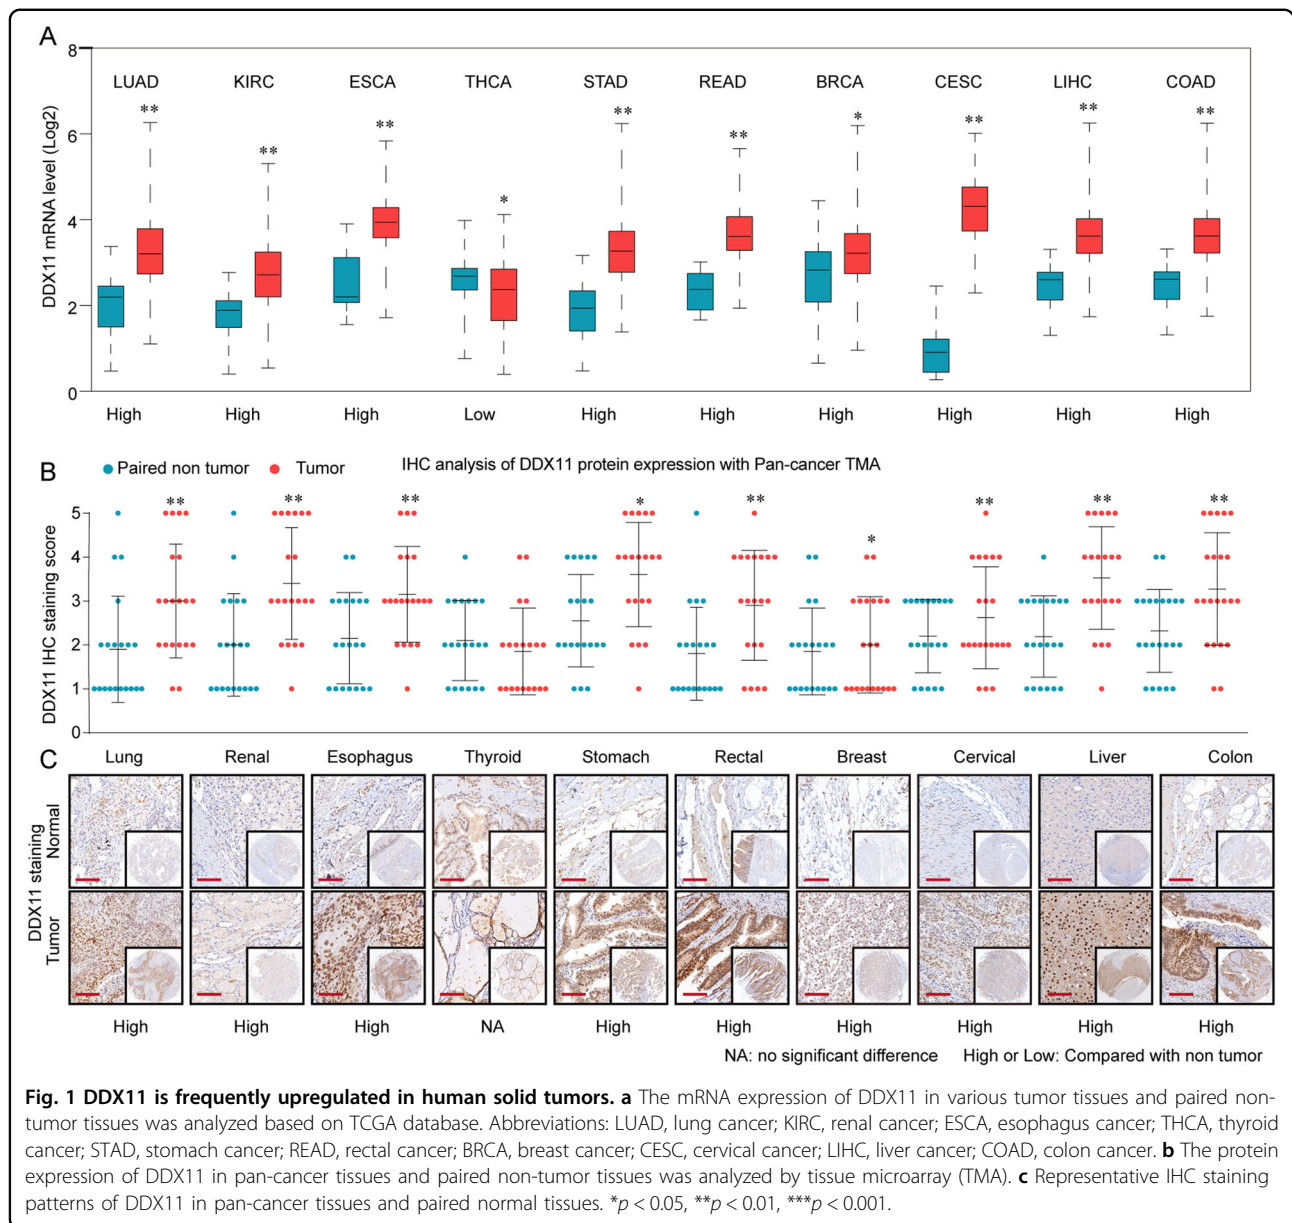 A
8
LUAD KIRC ESCA THCA STAD READ BRCA CESC LIHC COAD
** ** ** * ** ** * ** ** **
6
4
2
0
DDX11 mRNA level (Log2)
High High High Low High High High High High High
B
Paired non tumor Tumor IHC analysis of DDX11 protein expression with Pan-cancer TMA
** ** ** * ** * ** ** **
5
4
3
2
1
0
DDX11 IHC staining score
C Lung Renal Esophagus Thyroid Stomach Rectal Breast Cervical Liver Colon
DDX11 staining
Normal
Tumor
High High High NA High High High High High High
NA: no significant difference High or Low: Compared with non tumor
Fig. 1 DDX11 is frequently upregulated in human solid tumors. a The mRNA expression of DDX11 in various tumor tissues and paired non-
tumor tissues was analyzed based on TCGA database. Abbreviations: LUAD, lung cancer; KIRC, renal cancer; ESCA, esophagus cancer; THCA, thyroid
cancer; STAD, stomach cancer; READ, rectal cancer; BRCA, breast cancer; CESC, cervical cancer; LIHC, liver cancer; COAD, colon cancer. b The protein
expression of DDX11 in pan-cancer tissues and paired non-tumor tissues was analyzed by tissue microarray (TMA). c Representative IHC staining
patterns of DDX11 in pan-cancer tissues and paired normal tissues. *p < 0.05, **p < 0.01, ***p < 0.001.